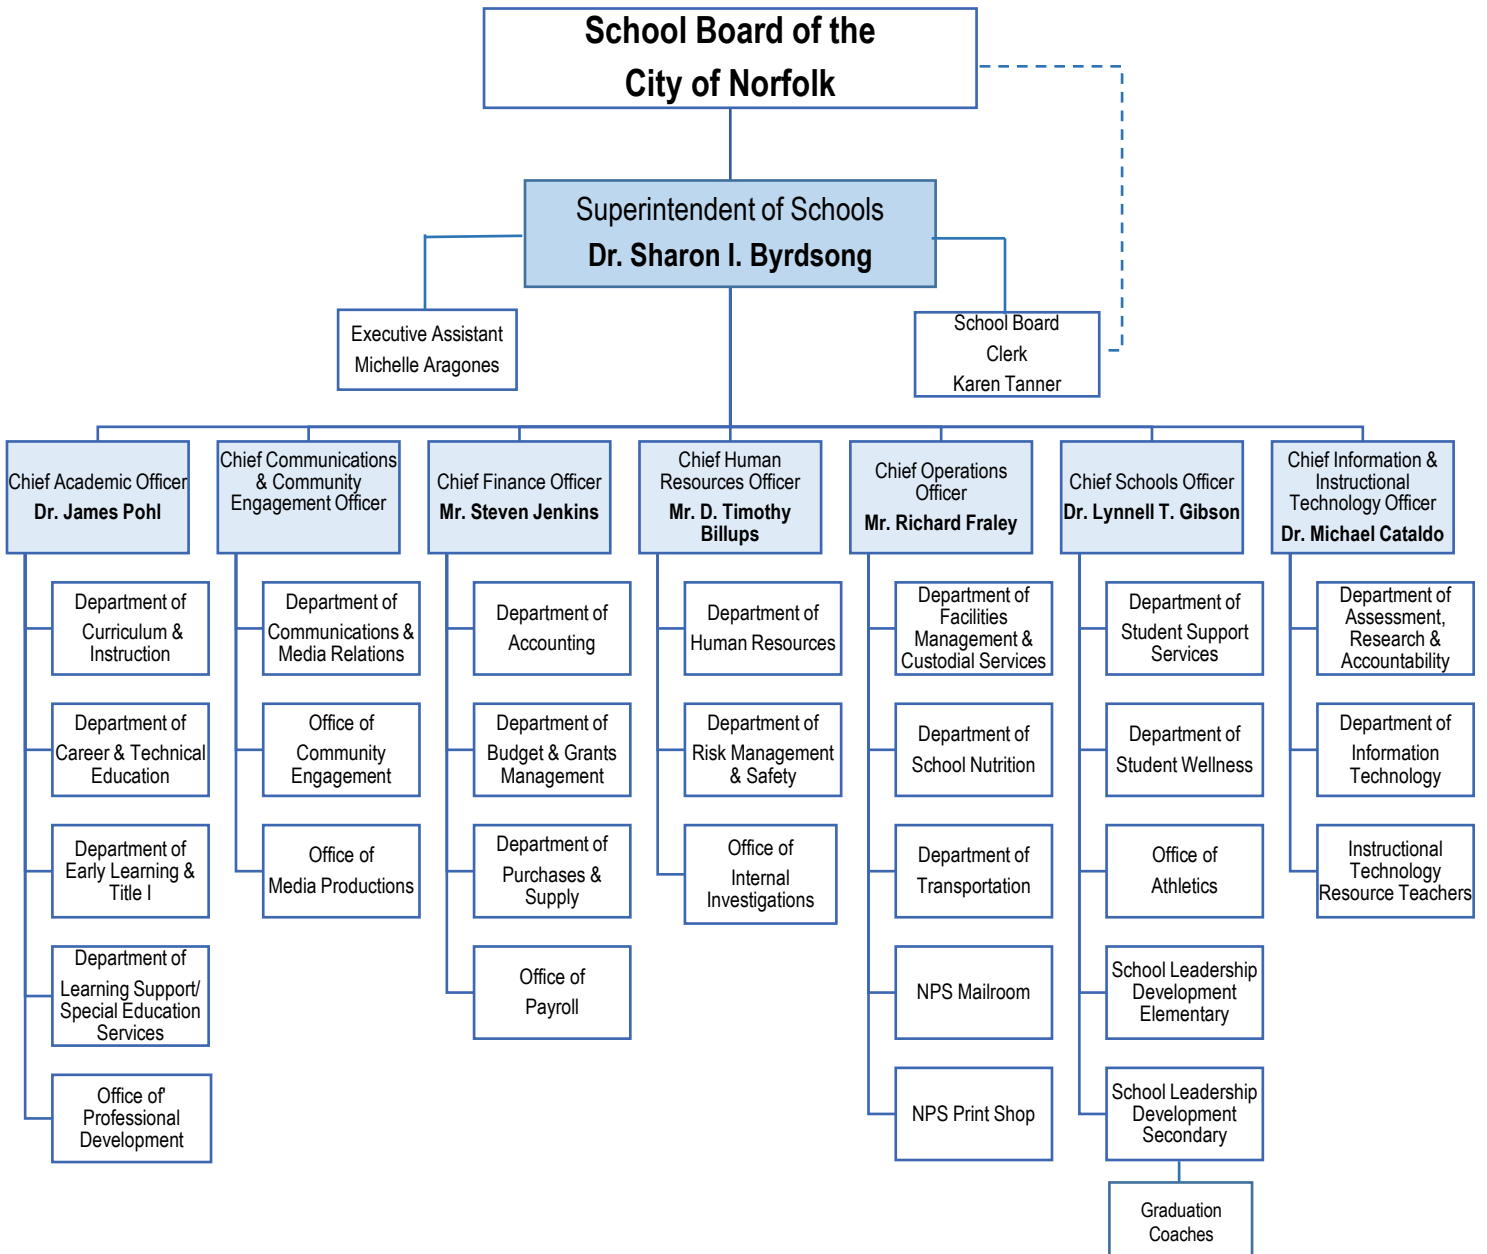 School Board of the
City of Norfolk
Superintendent of Schools
Dr. Sharon I. Byrdsong
Executive Assistant
Michelle Aragones
School Board
Clerk
Karen Tanner
Chief Academic Officer
Dr. James Pohl
Chief Communications
& Community
Engagement Officer
Chief Finance Officer
Mr. Steven Jenkins
Chief Human
Resources Officer
Mr. D. Timothy
Billups
Chief Operations
Officer
Mr. Richard Fraley
Chief Schools Officer
Dr. Lynnell T. Gibson
Chief Information &
Instructional
Technology Officer
Dr. Michael Cataldo
Department of
Curriculum &
Instruction
Department of
Career & Technical
Education
Department of
Early Learning &
Title I
Department of
Learning Support/
Special Education
Services
Office of'
Professional
Development
Department of
Communications &
Media Relations
Office of
Community
Engagement
Office of
Media Productions
Department of
Accounting
Department of
Budget & Grants
Management
Department of
Purchases &
Supply
Office of
Payroll
Department of
Human Resources
Department of
Risk Management
& Safety
Office of
Internal
Investigations
Department of
Facilities
Management &
Custodial Services
Department of
School Nutrition
Department of
Transportation
NPS Mailroom
NPS Print Shop
Department of
Student Support
Services
Department of
Student Wellness
Office of
Athletics
School Leadership
Development
Elementary
School Leadership
Development
Secondary
Graduation
Coaches
Department of
Assessment,
Research &
Accountability
Department of
Information
Technology
Instructional
Technology
Resource Teachers